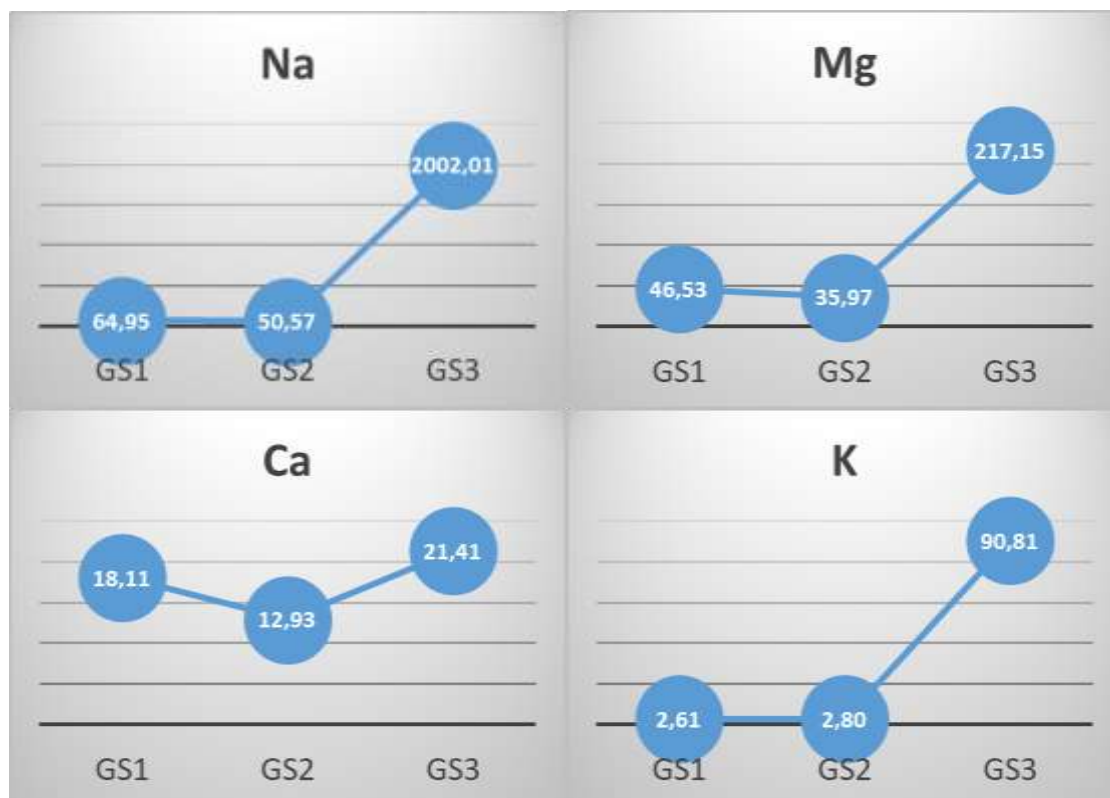 Na
2002,01
64,95
50,57
GS1 GS2 GS3
Mg
217,15
46,53
35,97
GS1 GS2 GS3
Ca
21,41
18,11
12,93
GS1 GS2 GS3
K
90,81
2,61
2,80
GS1 GS2 GS3